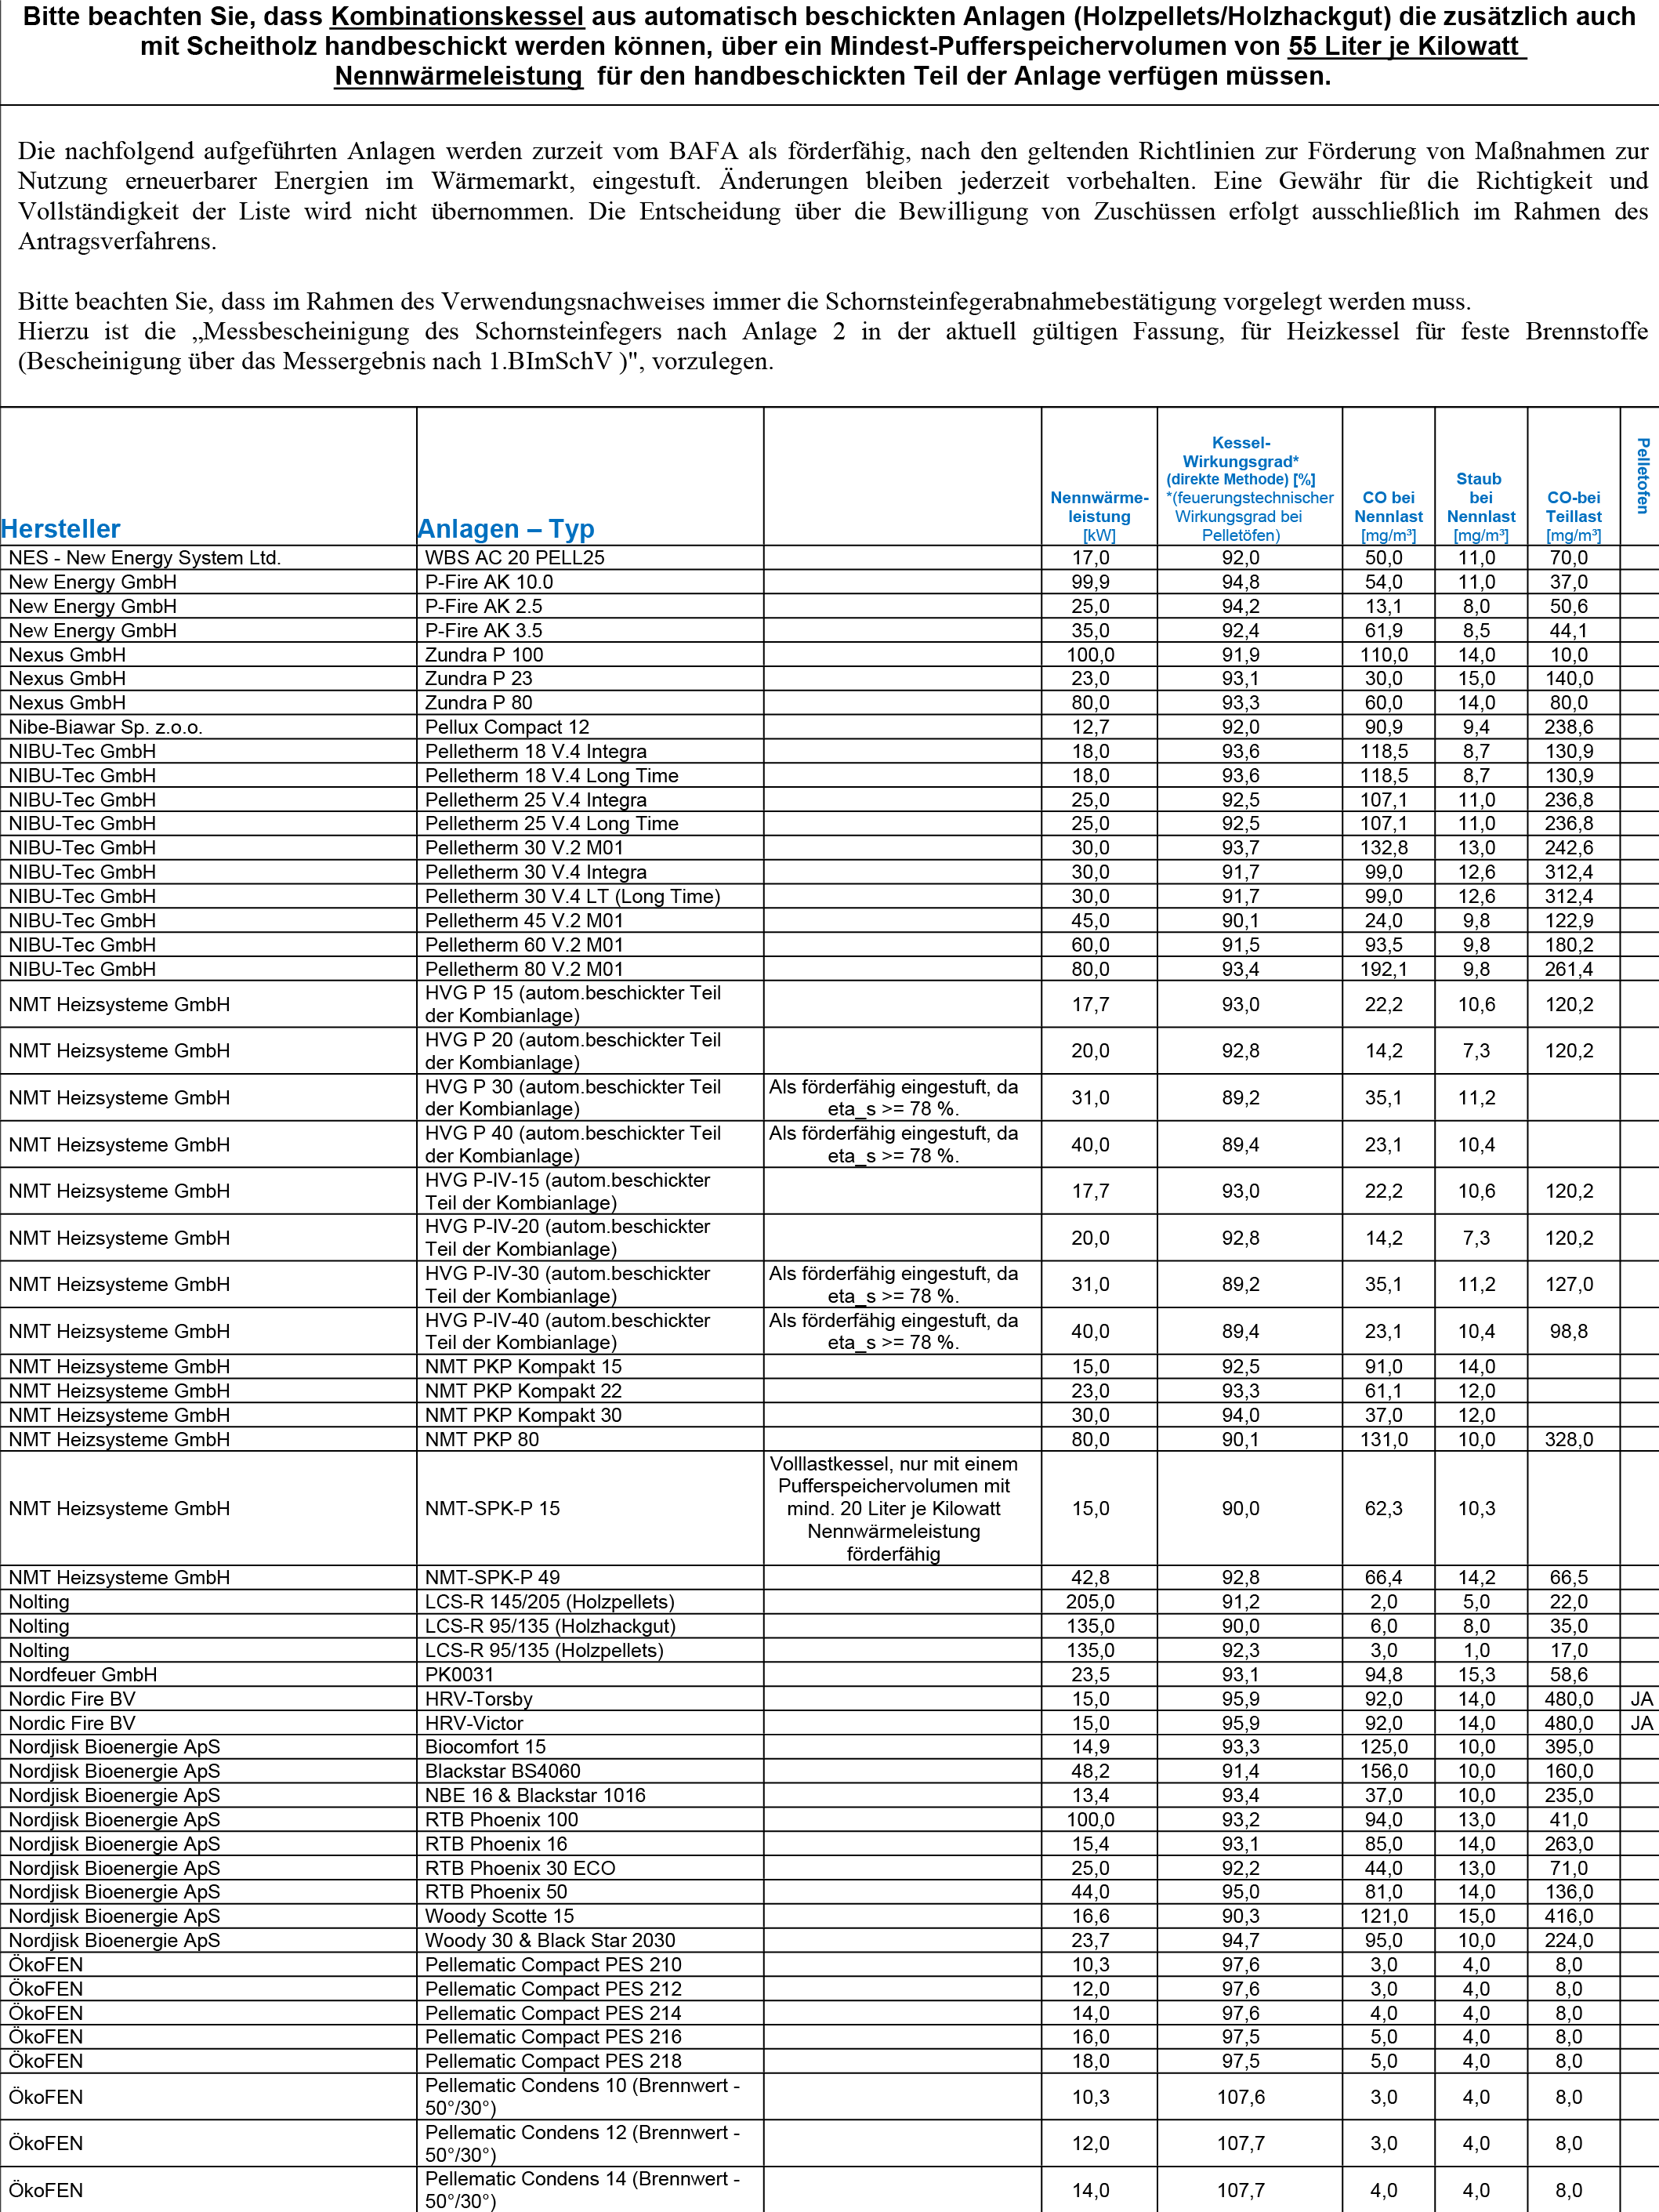 Bitte beachten Sie, dass Kombinationskessel aus automatisch beschickten Anlagen (Holzpellets/Holzhackgut) die zusätzlich auch
mit Scheitholz handbeschickt werden können, über ein Mindest-Pufferspeichervolumen von 55 Liter je Kilowatt
Nennwärmeleistung für den handbeschickten Teil der Anlage verfügen müssen.
Die nachfolgend aufgeführten Anlagen werden zurzeit vom BAFA als förderfähig, nach den geltenden Richtlinien zur Förderung von Maßnahmen zur
Nutzung erneuerbarer Energien im Wärmemarkt, eingestuft. Änderungen bleiben jederzeit vorbehalten. Eine Gewähr für die Richtigkeit und
Vollständigkeit der Liste wird nicht übernommen. Die Entscheidung über die Bewilligung von Zuschüssen erfolgt ausschließlich im Rahmen des
Antragsverfahrens.
Bitte beachten Sie, dass im Rahmen des Verwendungsnachweises immer die Schornsteinfegerabnahmebestätigung vorgelegt werden muss.
Hierzu ist die „Messbescheinigung des Schornsteinfegers nach Anlage 2 in der aktuell gültigen Fassung, für Heizkessel für feste Brennstoffe
(Bescheinigung über das Messergebnis nach 1.BImSchV )", vorzulegen.
Hersteller
Anlagen – Typ
Nennwärme-
leistung
[kW]
Kessel-
Wirkungsgrad*
(direkte Methode) [%]
*(feuerungstechnischer
Wirkungsgrad bei
Pelletöfen)
CO bei
Nennlast
[mg/m³]
Staub
bei
Nennlast
[mg/m³]
CO-bei
Teillast
[mg/m³]
Pelletofen
NES - New Energy System Ltd. WBS AC 20 PELL25 17,0 92,0 50,0 11,0 70,0
New Energy GmbH P-Fire AK 10.0 99,9 94,8 54,0 11,0 37,0
New Energy GmbH P-Fire AK 2.5 25,0 94,2 13,1 8,0 50,6
New Energy GmbH P-Fire AK 3.5 35,0 92,4 61,9 8,5 44,1
Nexus GmbH Zundra P 100 100,0 91,9 110,0 14,0 10,0
Nexus GmbH Zundra P 23 23,0 93,1 30,0 15,0 140,0
Nexus GmbH Zundra P 80 80,0 93,3 60,0 14,0 80,0
Nibe-Biawar Sp. z.o.o. Pellux Compact 12 12,7 92,0 90,9 9,4 238,6
NIBU-Tec GmbH Pelletherm 18 V.4 Integra 18,0 93,6 118,5 8,7 130,9
NIBU-Tec GmbH Pelletherm 18 V.4 Long Time 18,0 93,6 118,5 8,7 130,9
NIBU-Tec GmbH Pelletherm 25 V.4 Integra 25,0 92,5 107,1 11,0 236,8
NIBU-Tec GmbH Pelletherm 25 V.4 Long Time 25,0 92,5 107,1 11,0 236,8
NIBU-Tec GmbH Pelletherm 30 V.2 M01 30,0 93,7 132,8 13,0 242,6
NIBU-Tec GmbH Pelletherm 30 V.4 Integra 30,0 91,7 99,0 12,6 312,4
NIBU-Tec GmbH Pelletherm 30 V.4 LT (Long Time) 30,0 91,7 99,0 12,6 312,4
NIBU-Tec GmbH Pelletherm 45 V.2 M01 45,0 90,1 24,0 9,8 122,9
NIBU-Tec GmbH Pelletherm 60 V.2 M01 60,0 91,5 93,5 9,8 180,2
NIBU-Tec GmbH Pelletherm 80 V.2 M01 80,0 93,4 192,1 9,8 261,4
NMT Heizsysteme GmbH HVG P 15 (autom.beschickter Teil
der Kombianlage) 17,7 93,0 22,2 10,6 120,2
NMT Heizsysteme GmbH HVG P 20 (autom.beschickter Teil
der Kombianlage) 20,0 92,8 14,2 7,3 120,2
NMT Heizsysteme GmbH HVG P 30 (autom.beschickter Teil
der Kombianlage) Als förderfähig eingestuft, da
eta_s >= 78 %. 31,0 89,2 35,1 11,2
NMT Heizsysteme GmbH HVG P 40 (autom.beschickter Teil
der Kombianlage) Als förderfähig eingestuft, da
eta_s >= 78 %. 40,0 89,4 23,1 10,4
NMT Heizsysteme GmbH HVG P-IV-15 (autom.beschickter
Teil der Kombianlage) 17,7 93,0 22,2 10,6 120,2
NMT Heizsysteme GmbH HVG P-IV-20 (autom.beschickter
Teil der Kombianlage) 20,0 92,8 14,2 7,3 120,2
NMT Heizsysteme GmbH HVG P-IV-30 (autom.beschickter
Teil der Kombianlage) Als förderfähig eingestuft, da
eta_s >= 78 %. 31,0 89,2 35,1 11,2 127,0
NMT Heizsysteme GmbH HVG P-IV-40 (autom.beschickter
Teil der Kombianlage) Als förderfähig eingestuft, da
eta_s >= 78 %. 40,0 89,4 23,1 10,4 98,8
NMT Heizsysteme GmbH NMT PKP Kompakt 15 15,0 92,5 91,0 14,0
NMT Heizsysteme GmbH NMT PKP Kompakt 22 23,0 93,3 61,1 12,0
NMT Heizsysteme GmbH NMT PKP Kompakt 30 30,0 94,0 37,0 12,0
NMT Heizsysteme GmbH NMT PKP 80 80,0 90,1 131,0 10,0 328,0
NMT Heizsysteme GmbH NMT-SPK-P 15 Volllastkessel, nur mit einem
Pufferspeichervolumen mit
mind. 20 Liter je Kilowatt
Nennwärmeleistung
förderfähig 15,0 90,0 62,3 10,3
NMT Heizsysteme GmbH NMT-SPK-P 49 42,8 92,8 66,4 14,2 66,5
Nolting LCS-R 145/205 (Holzpellets) 205,0 91,2 2,0 5,0 22,0
Nolting LCS-R 95/135 (Holzhackgut) 135,0 90,0 6,0 8,0 35,0
Nolting LCS-R 95/135 (Holzpellets) 135,0 92,3 3,0 1,0 17,0
Nordfeuer GmbH PK0031 23,5 93,1 94,8 15,3 58,6
Nordic Fire BV HRV-Torsby 15,0 95,9 92,0 14,0 480,0 JA
Nordic Fire BV HRV-Victor 15,0 95,9 92,0 14,0 480,0 JA
Nordjisk Bioenergie ApS Biocomfort 15 14,9 93,3 125,0 10,0 395,0
Nordjisk Bioenergie ApS Blackstar BS4060 48,2 91,4 156,0 10,0 160,0
Nordjisk Bioenergie ApS NBE 16 & Blackstar 1016 13,4 93,4 37,0 10,0 235,0
Nordjisk Bioenergie ApS RTB Phoenix 100 100,0 93,2 94,0 13,0 41,0
Nordjisk Bioenergie ApS RTB Phoenix 16 15,4 93,1 85,0 14,0 263,0
Nordjisk Bioenergie ApS RTB Phoenix 30 ECO 25,0 92,2 44,0 13,0 71,0
Nordjisk Bioenergie ApS RTB Phoenix 50 44,0 95,0 81,0 14,0 136,0
Nordjisk Bioenergie ApS Woody Scotte 15 16,6 90,3 121,0 15,0 416,0
Nordjisk Bioenergie ApS Woody 30 & Black Star 2030 23,7 94,7 95,0 10,0 224,0
ÖkoFEN Pellematic Compact PES 210 10,3 97,6 3,0 4,0 8,0
ÖkoFEN Pellematic Compact PES 212 12,0 97,6 3,0 4,0 8,0
ÖkoFEN Pellematic Compact PES 214 14,0 97,6 4,0 4,0 8,0
ÖkoFEN Pellematic Compact PES 216 16,0 97,5 5,0 4,0 8,0
ÖkoFEN Pellematic Compact PES 218 18,0 97,5 5,0 4,0 8,0
ÖkoFEN Pellematic Condens 10 (Brennwert -
50°/30°) 10,3 107,6 3,0 4,0 8,0
ÖkoFEN Pellematic Condens 12 (Brennwert -
50°/30°) 12,0 107,7 3,0 4,0 8,0
ÖkoFEN Pellematic Condens 14 (Brennwert -
50°/30°) 14,0 107,7 4,0 4,0 8,0